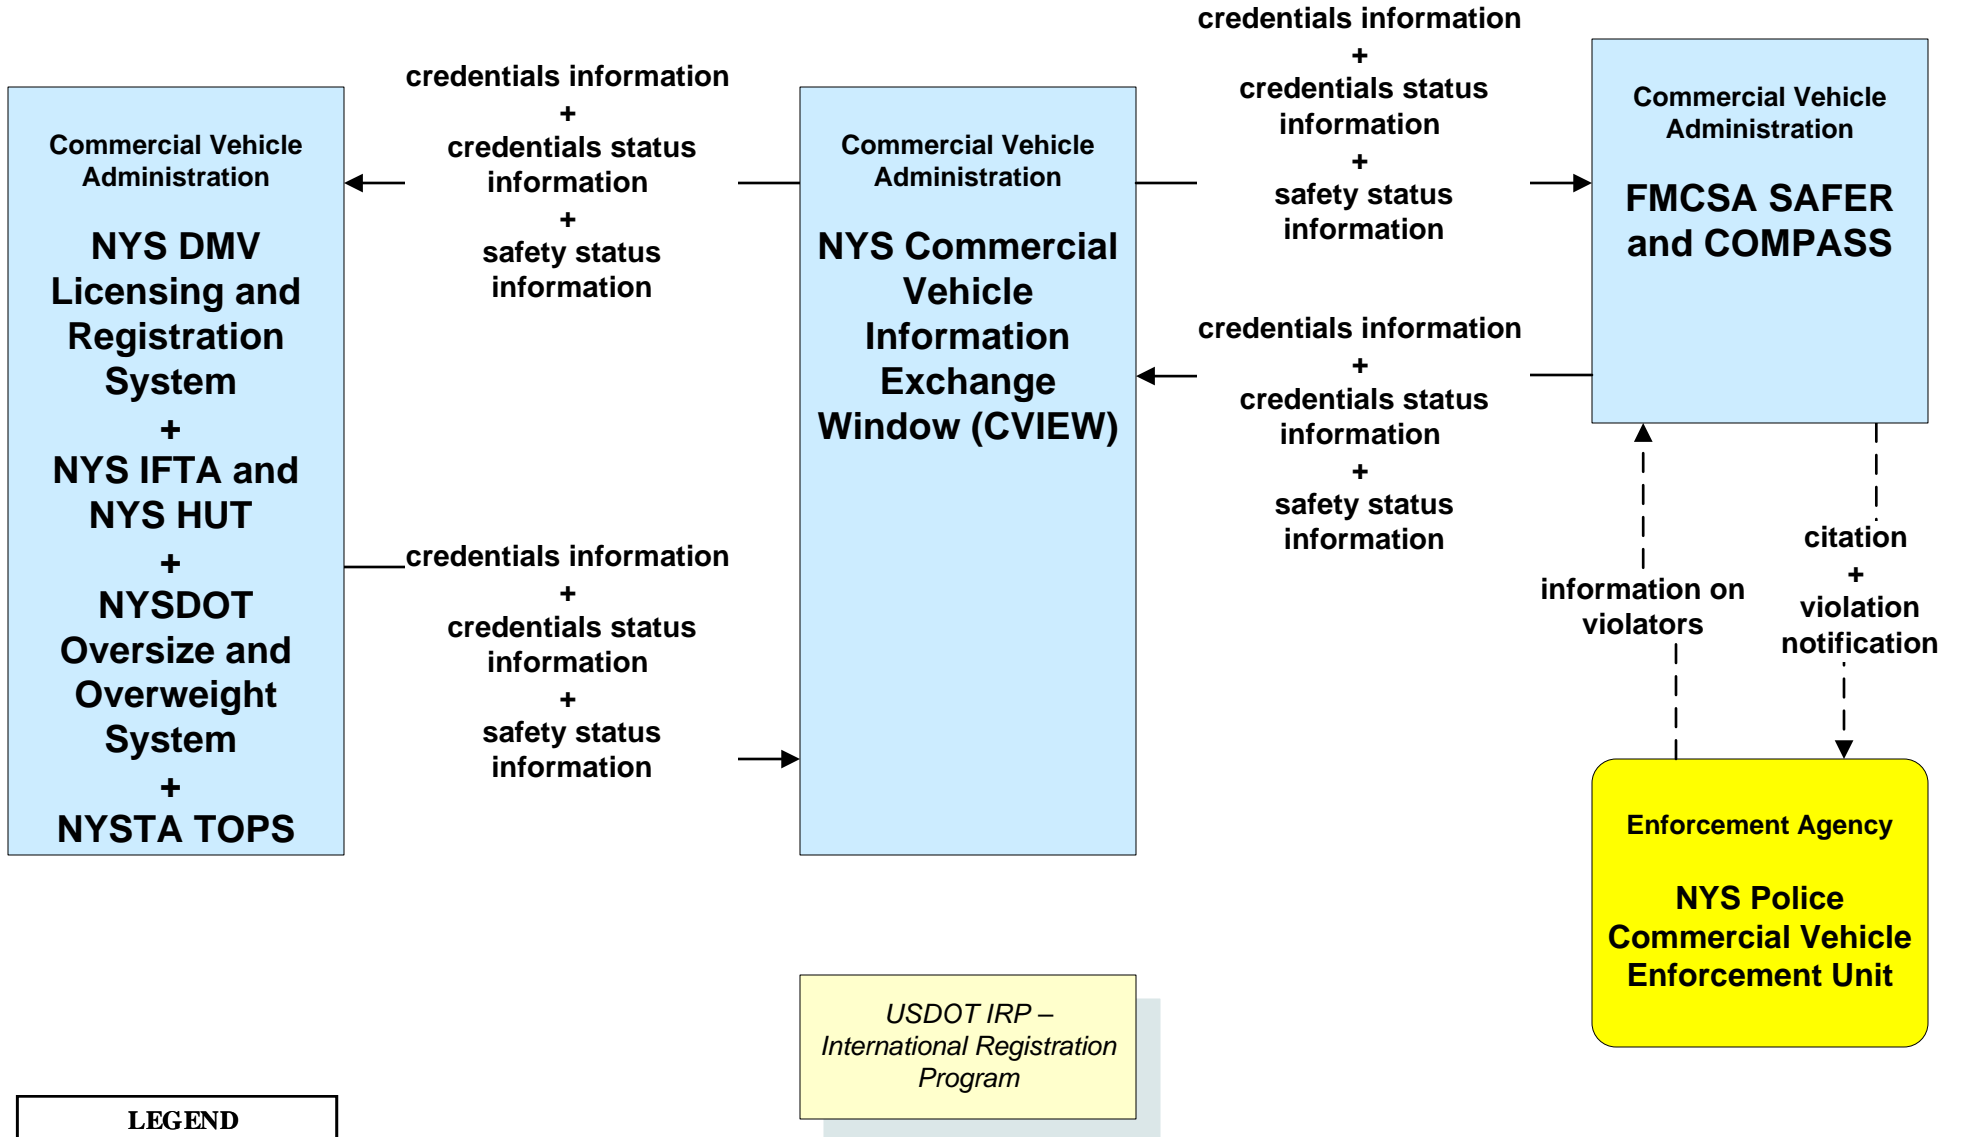 Commercial Vehicle
Administration
NYS DMV
Licensing and
Registration
System
+
NYS IFTA and
NYS HUT
+
NYSDOT
Oversize and
Overweight
System
+
NYSTA TOPS
credentials information
+
credentials status
information
+
safety status
information
credentials information
+
credentials status
information
+
safety status
information
Commercial Vehicle
Administration
NYS Commercial
Vehicle
Information
Exchange
Window (CVIEW)
credentials information
+
credentials status
information
+
safety status
information
credentials information
+
credentials status
information
+
safety status
information
Commercial Vehicle
Administration
FMCSA SAFER
and COMPASS
information on
violators
citation
+
violation
notification
Enforcement Agency
NYS Police
Commercial Vehicle
Enforcement Unit
USDOT IRP –
International Registration
Program
LEGEND